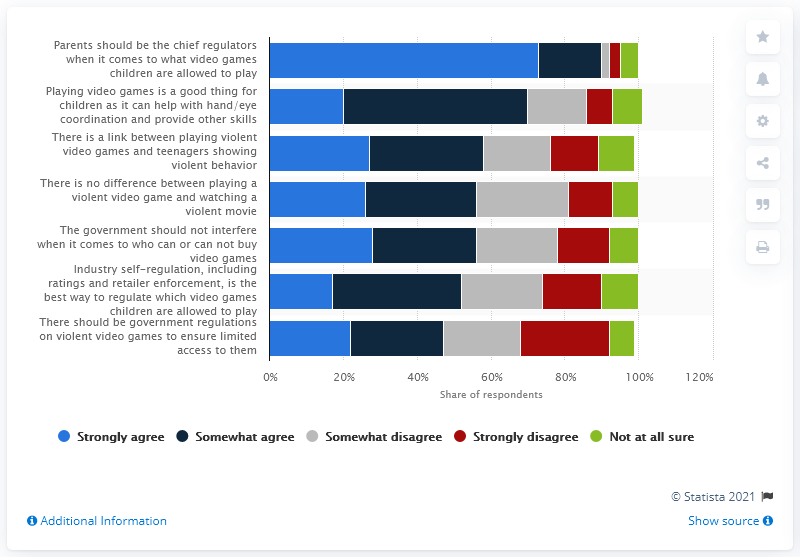 Parents should be the chief regulators
when it comes to what video games
children are allowed to play
Playing video games is a good thing for
children as it can help with hand/eye
coordination and provide other skills
There is a link between playing violent
video games and teenagers showing
violent behavior
There is no difference between playing a
violent video game and watching a
violent movie
The government should not interfere
when it comes to who can or can not buy
video games
Industry self-regulation, including
ratings and retailer enforcement, is the
best way to regulate which video games
children are allowed to play
There should be government regulations
on violent video games to ensure limited
access to them
0% 20% 40% 60% 80% 100% 120%
Share of respondents
Strongly agree Somewhat agree Somewhat disagree Strongly disagree Not at all sure
© Statista 2021
Additional Information Show source